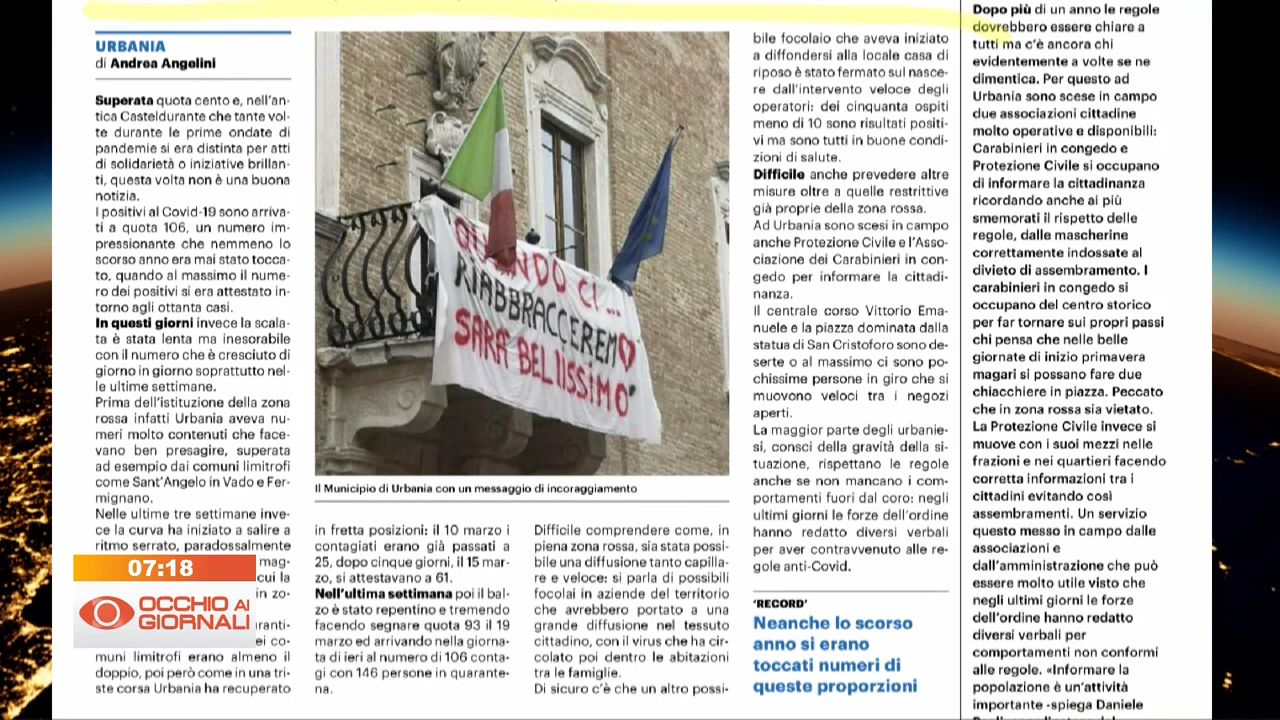 URBANIA
di Andrea Angelini
Superata quota cento e, nell'an-
tica Casteldurante che tante vol-
te durante le prime ondate di
pandemie si era distinta per atti
di solidarietà o iniziative brillan-
ti, questa volta non è una buona
notizia.
I positivi al Covid-19 sono arriva-
ti a quota 106, un numero im-
pressionante che nemmeno lo
scorso anno era mai stato tocca-
to, quando al massimo il nume-
ro dei positivi si era attestato in-
torno agli ottanta casi.
In questi giorni invece la scala-
ta è stata lenta ma inesorabile
con il numero che è cresciuto di
giorno in giorno soprattutto nel-
le ultime settimane.
Prima dell'istituzione della zona
rossa infatti Urbania aveva nu-
meri molto contenuti che face-
vano ben presagire, superata
ad esempio dai comuni limitrofi
come Sant'Angelo in Vado e Fer-
mignano.
Nelle ultime tre settimane inve-
ce la curva ha iniziato a salire a
ritmo serrato, paradossalmente
mag-
cui la
in zo-
ranti-
ei co-
muni limitrofi erano almeno il
doppio, poi però come in una tri-
ste corsa Urbania ha recuperato
07:18
OCCHIO AI
GIORNALI
QUANDO CI...
RIABBRACCEREMO
SARÀ BELLISSIMO
Il Municipio di Urbania con un messaggio di incoraggiamento
in fretta posizioni: il 10 marzo i
contagiati erano già passati a
25, dopo cinque giorni, il 15 mar-
zo, si attestavano a 61.
Nell'ultima settimana poi il bal-
zo è stato repentino e tremendo
facendo segnare quota 93 il 19
marzo ed arrivando nella giorna-
ta di ieri al numero di 106 conta-
gi con 146 persone in quarante-
na.
Difficile comprendere come, in
piena zona rossa, sia stata possi-
bile una diffusione tanto capilla-
re e veloce: si parla di possibili
focolai in aziende del territorio
che avrebbero portato a una
grande diffusione nel tessuto
cittadino, con il virus che ha cir-
colato poi dentro le abitazioni
tra le famiglie.
Di sicuro c'è che un altro possi-
bile focolaio che aveva iniziato
a diffondersi alla locale casa di
riposo è stato fermato sul nasce-
re dall'intervento veloce degli
operatori: dei cinquanta ospiti
meno di 10 sono risultati positi-
vi ma sono tutti in buone condi-
zioni di salute.
Difficile anche prevedere altre
misure oltre a quelle restrittive
già proprie della zona rossa.
Ad Urbania sono scesi in campo
anche Protezione Civile e l'Asso-
ciazione dei Carabinieri in con-
gedo per informare la cittadi-
nanza.
Il centrale corso Vittorio Ema-
nuele e la piazza dominata dalla
statua di San Cristoforo sono de-
serte o al massimo ci sono po-
chissime persone in giro che si
muovono veloci tra i negozi
aperti.
La maggior parte degli urbanie-
si, consci della gravità della si-
tuazione, rispettano le regole
anche se non mancano i com-
portamenti fuori dal coro: negli
ultimi giorni le forze dell'ordine
hanno redatto diversi verbali
per aver contravvenuto alle re-
gole anti-Covid.
'RECORD'
Neanche lo scorso
anno si erano
toccati numeri di
queste proporzioni
Dopo più di un anno le regole
dovrebbero essere chiare a
tutti ma c'è ancora chi
evidentemente a volte se ne
dimentica. Per questo ad
Urbania sono scese in campo
due associazioni cittadine
molto operative e disponibili:
Carabinieri in congedo e
Protezione Civile si occupano
di informare la cittadinanza
ricordando anche ai più
smemorati il rispetto delle
regole, dalle mascherine
correttamente indossate al
divieto di assembramento. I
carabinieri in congedo si
occupano del centro storico
per far tornare sui propri passi
chi pensa che nelle belle
giornate di inizio primavera
magari si possano fare due
chiacchere in piazza. Peccato
che in zona rossa sia vietato.
La Protezione Civile invece si
muove con i suoi mezzi nelle
frazioni e nei quartieri facendo
corretta informazioni tra i
cittadini evitando così
assembramenti. Un servizio
questo messo in campo dalle
associazioni e
dall'amministrazione che può
essere molto utile visto che
negli ultimi giorni le forze
dell'ordine hanno redatto
diversi verbali per
comportamenti non conformi
alle regole. «Informare la
popolazione è un'attività
importante -spiega Daniele